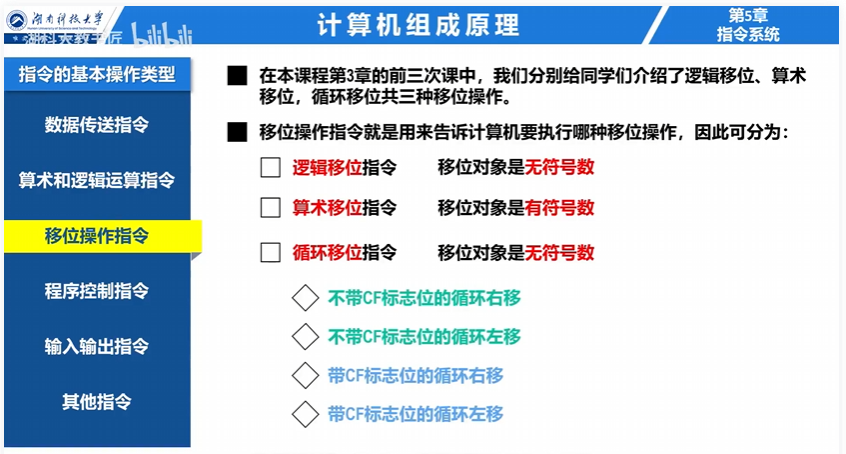 湖南科技大学
湖科大教书匠
bilibili
计算机组成原理
第5章
指令系统
指令的基本操作类型
数据传送指令
算术和逻辑运算指令
移位操作指令
程序控制指令
输入输出指令
其他指令
在本课程第3章的前三次课中，我们分别给同学们介绍了逻辑移位、算术
移位，循环移位共三种移位操作。
移位操作指令就是用来告诉计算机要执行哪种移位操作，因此可分为：
逻辑移位指令 移位对象是无符号数
算术移位指令 移位对象是有符号数
循环移位指令 移位对象是无符号数
不带CF标志位的循环右移
不带CF标志位的循环左移
带CF标志位的循环右移
带CF标志位的循环左移